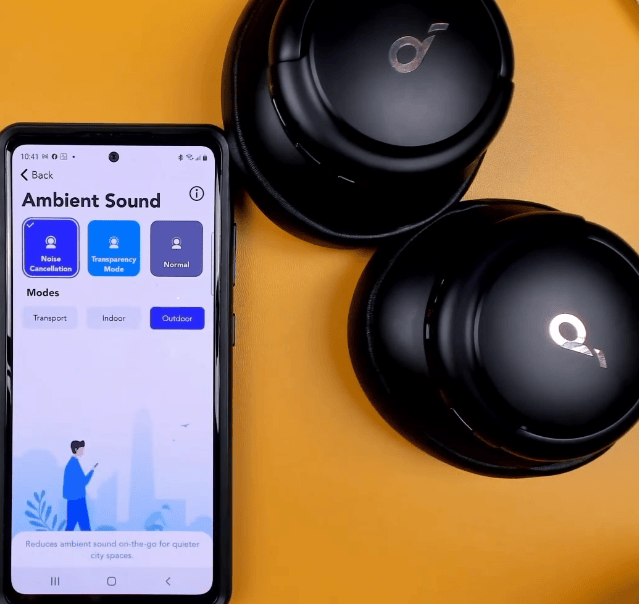 10:41
Back
Ambient Sound
Noise
Cancellation
Transparency
Mode
Normal
Modes
Transport
Indoor
Outdoor
Reduces ambient sound on-the-go for quieter
city spaces.